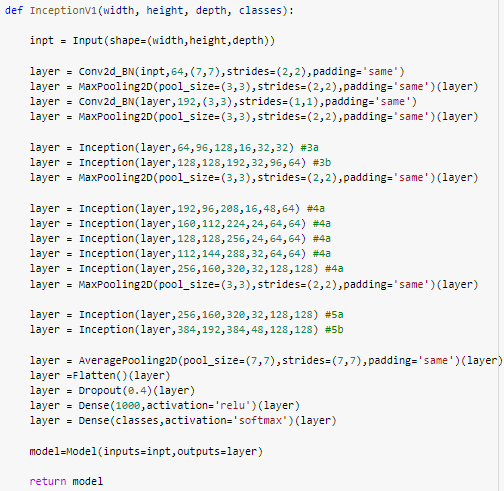 def InceptionV1(width, height, depth, classes):
inpt = Input(shape=(width,height,depth))
layer = Conv2d_BN(inpt,64,(7,7),strides=(2,2),padding='same')
layer = MaxPooling2D(pool_size=(3,3),strides=(2,2),padding='same')(layer)
layer = Conv2d_BN(layer,192,(3,3),strides=(1,1),padding='same')
layer = MaxPooling2D(pool_size=(3,3),strides=(2,2),padding='same')(layer)
layer = Inception(layer,64,96,128,16,32,32) #3a
layer = Inception(layer,128,128,192,32,96,64) #3b
layer = MaxPooling2D(pool_size=(3,3),strides=(2,2),padding='same')(layer)
layer = Inception(layer,192,96,208,16,48,64) #4a
layer = Inception(layer,160,112,224,24,64,64) #4a
layer = Inception(layer,128,128,256,24,64,64) #4a
layer = Inception(layer,112,144,288,32,64,64) #4a
layer = Inception(layer,256,160,320,32,128,128) #4a
layer = MaxPooling2D(pool_size=(3,3),strides=(2,2),padding='same')(layer)
layer = Inception(layer,256,160,320,32,128,128) #5a
layer = Inception(layer,384,192,384,48,128,128) #5b
layer = AveragePooling2D(pool_size=(7,7),strides=(7,7),padding='same')(layer)
layer =Flatten()(layer)
layer = Dropout(0.4)(layer)
layer = Dense(1000,activation='relu')(layer)
layer = Dense(classes,activation='softmax')(layer)
model=Model(inputs=inpt,outputs=layer)
return model